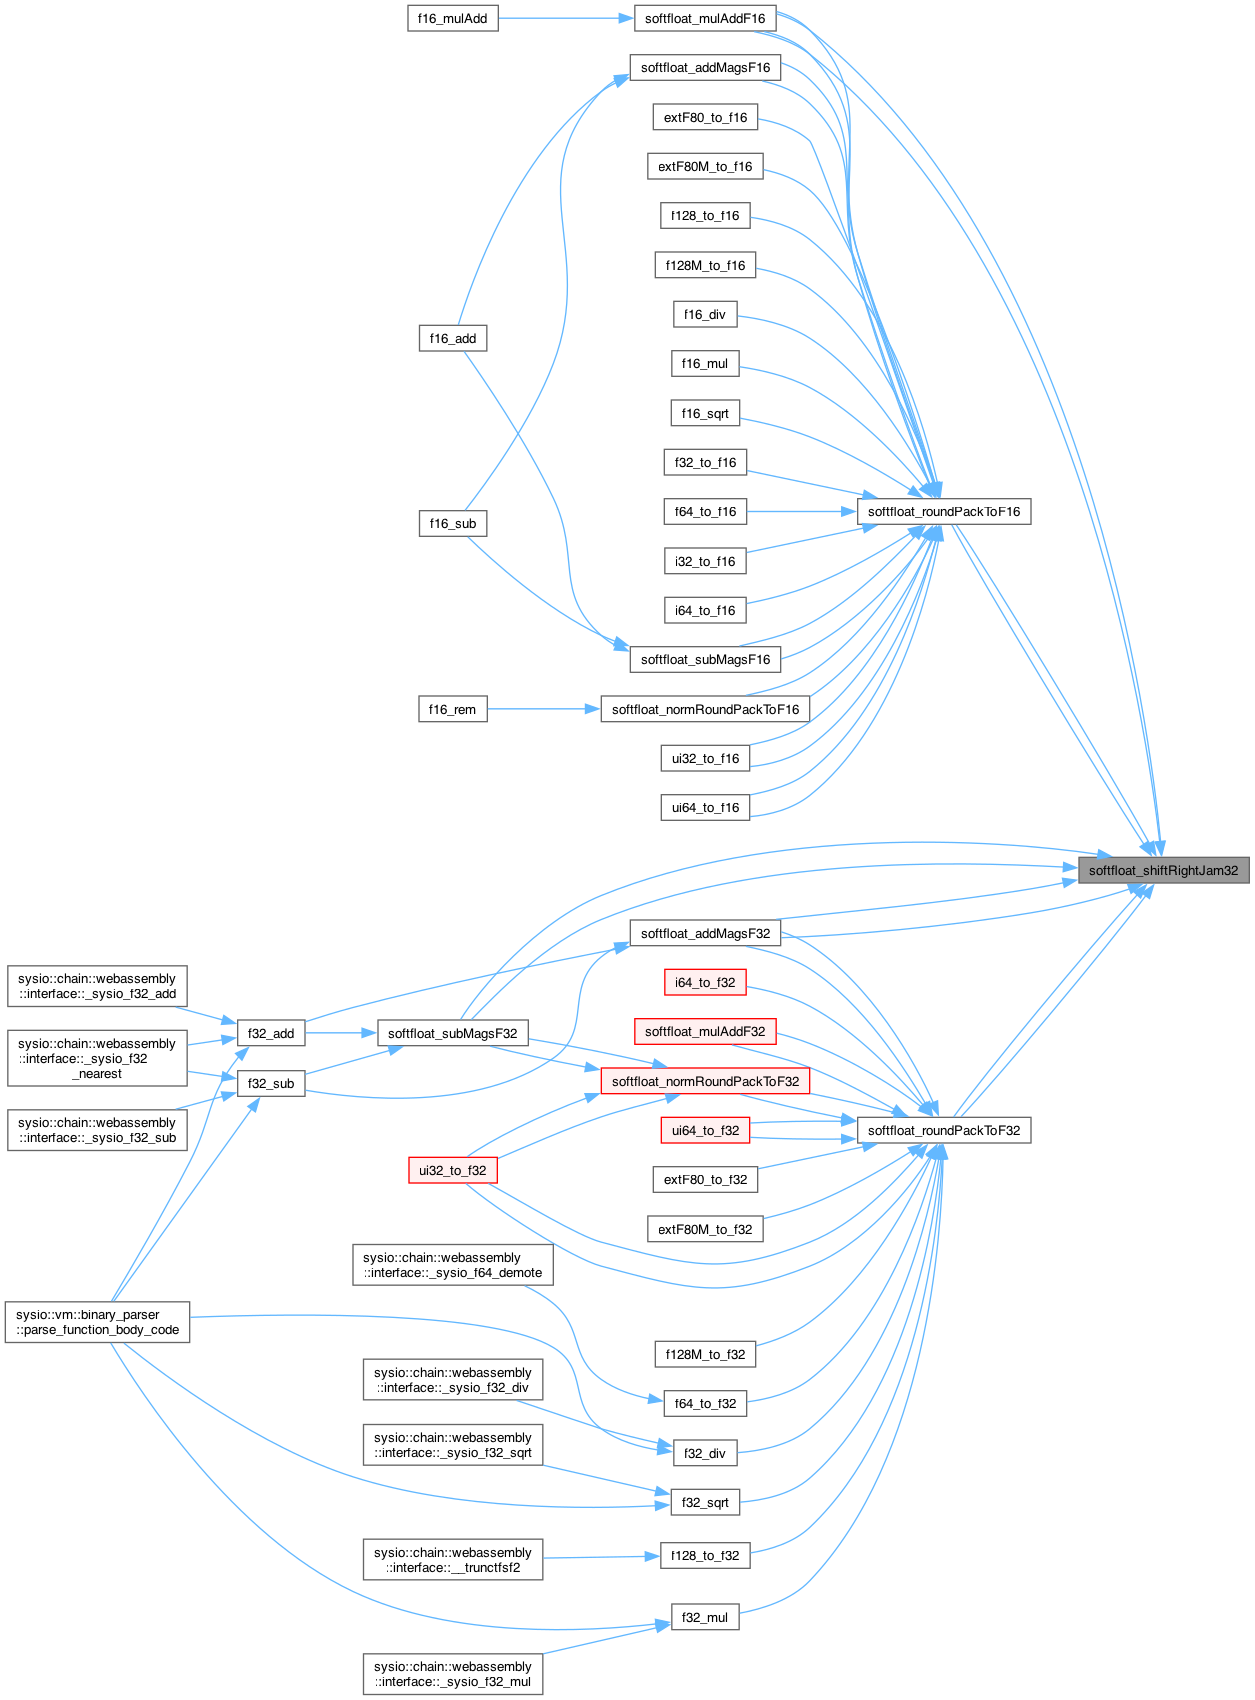 f16_mulAdd
softfloat_mulAddF16
softfloat_addMagsF16
extF80_to_f16
extF80M_to_f16
f128_to_f16
f128M_to_f16
f16_div
f16_add
f16_mul
f16_sqrt
f32_to_f16
f64_to_f16
softfloat_roundPackToF16
f16_sub
i32_to_f16
i64_to_f16
softfloat_subMagsF16
f16_rem
softfloat_normRoundPackToF16
ui32_to_f16
ui64_to_f16
softfloat_shiftRightJam32
softfloat_addMagsF32
sysio::chain::webassembly
::interface::_sysio_f32_add
i64_to_f32
f32_add
softfloat_subMagsF32
softfloat_mulAddF32
sysio::chain::webassembly
::interface::_sysio_f32
_nearest
f32_sub
softfloat_normRoundPackToF32
sysio::chain::webassembly
::interface::_sysio_f32_sub
ui64_to_f32
softfloat_roundPackToF32
ui32_to_f32
extF80_to_f32
extF80M_to_f32
sysio::chain::webassembly
::interface::_sysio_f64_demote
sysio::vm::binary_parser
::parse_function_body_code
f128M_to_f32
sysio::chain::webassembly
::interface::_sysio_f32_div
f64_to_f32
sysio::chain::webassembly
::interface::_sysio_f32_sqrt
f32_div
f32_sqrt
sysio::chain::webassembly
::interface::__trunctfsf2
f128_to_f32
f32_mul
sysio::chain::webassembly
::interface::_sysio_f32_mul